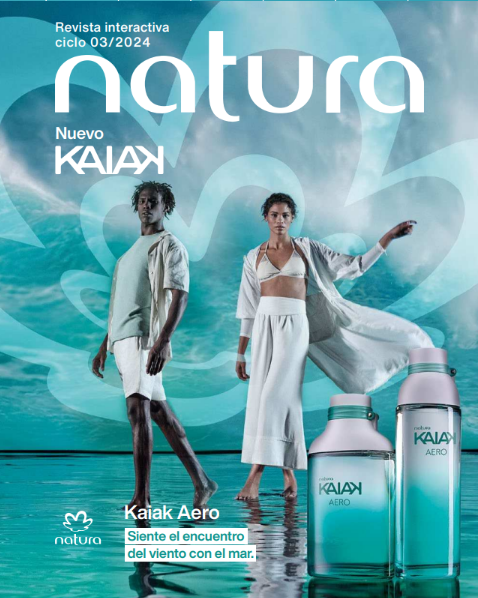 Revista interactiva
ciclo 03/2024
natura
Nuevo
KAIAK
natura
KAIAK
AERO
natura
KAIAK
AERO
Kaiak Aero
Siente el encuentro
del viento con el mar.
natura